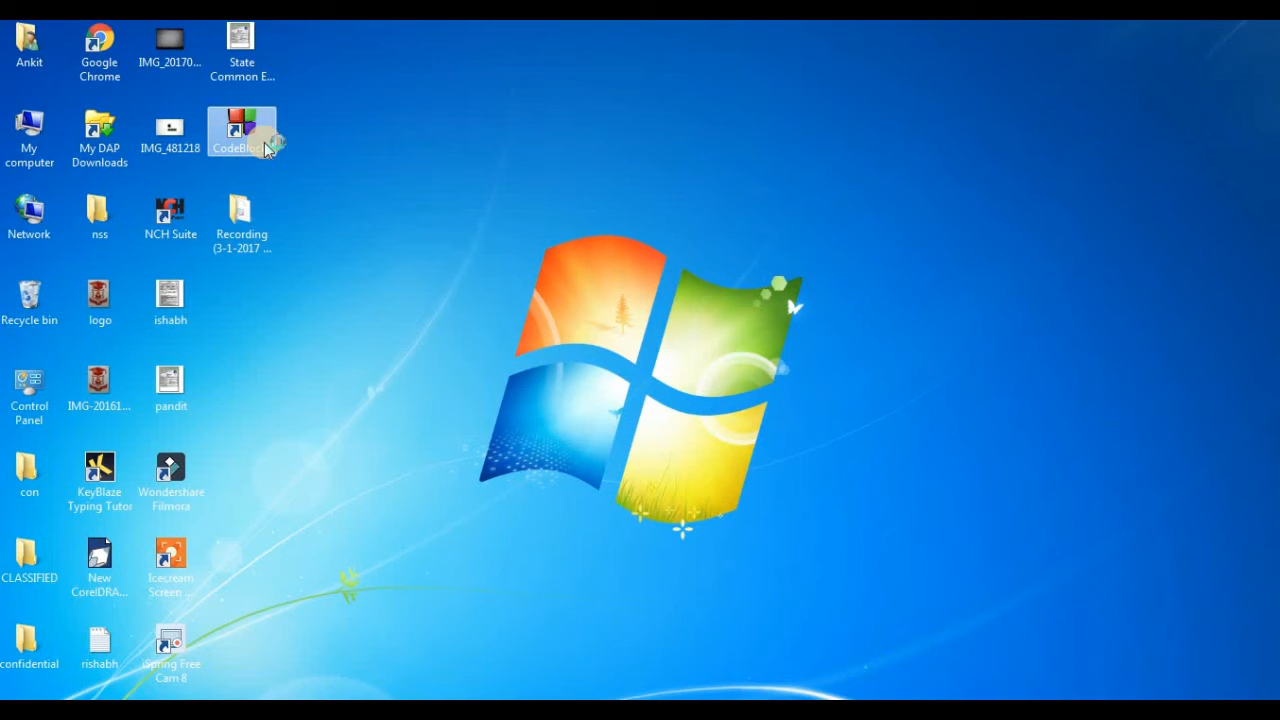 Ankit
Google
Chrome
IMG_20170...
State
Common E...
My
computer
My DAP
Downloads
IMG_481218
Network
nss
NCH Suite
Recording
(3-1-2017 ...
Recycle bin
logo
ishabh
Control
Panel
IMG-20161...
pandit
con
KeyBlaze
Typing Tutor
Wondershare
Filmora
CLASSIFIED
New
CorelDRA...
Icecream
Screen ...
confidential
rishabh
iSpring Free
Cam 8